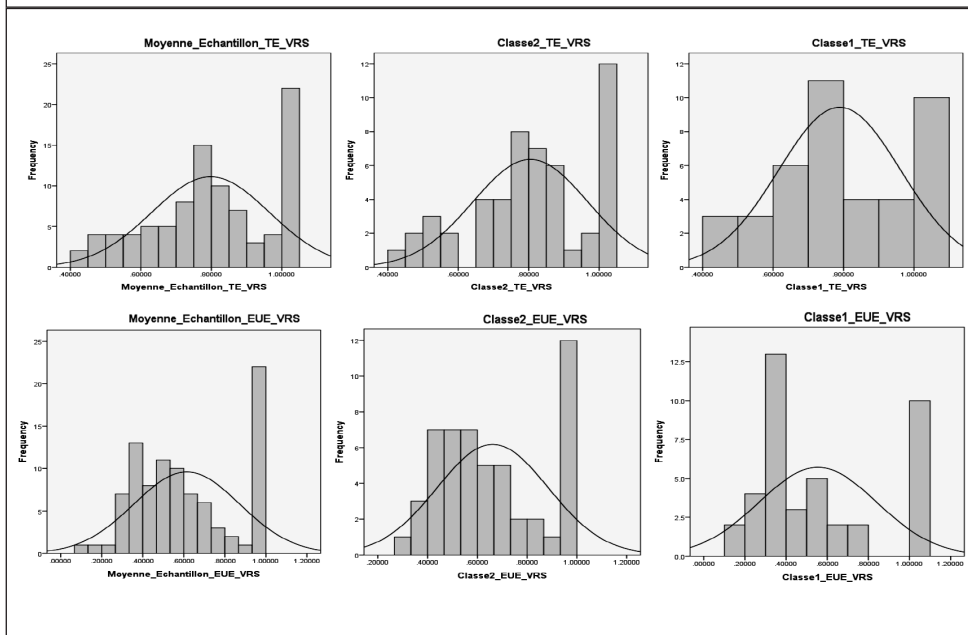 Moyenne_Echantillon_TE_VRS
Frequency
25
20
15
10
5
0
.40000 .60000 .80000 1.00000
Moyenne_Echantillon_TE_VRS
Classe2_TE_VRS
Frequency
12
10
8
6
4
2
0
.40000 .60000 .80000 1.00000
Classe2_TE_VRS
Classe1_TE_VRS
Frequency
12
10
8
6
4
2
0
.40000 .60000 .80000 1.00000
Classe1_TE_VRS
Moyenne_Echantillon_EUE_VRS
Frequency
25
20
15
10
5
0
.00000 .20000 .40000 .60000 .80000 1.00000 1.20000
Moyenne_Echantillon_EUE_VRS
Classe2_EUE_VRS
Frequency
12
10
8
6
4
2
0
.20000 .40000 .60000 .80000 1.00000 1.20000
Classe2_EUE_VRS
Classe1_EUE_VRS
Frequency
12.5
10.0
7.5
5.0
2.5
0.0
.00000 .20000 .40000 .60000 .80000 1.00000 1.20000
Classe1_EUE_VRS